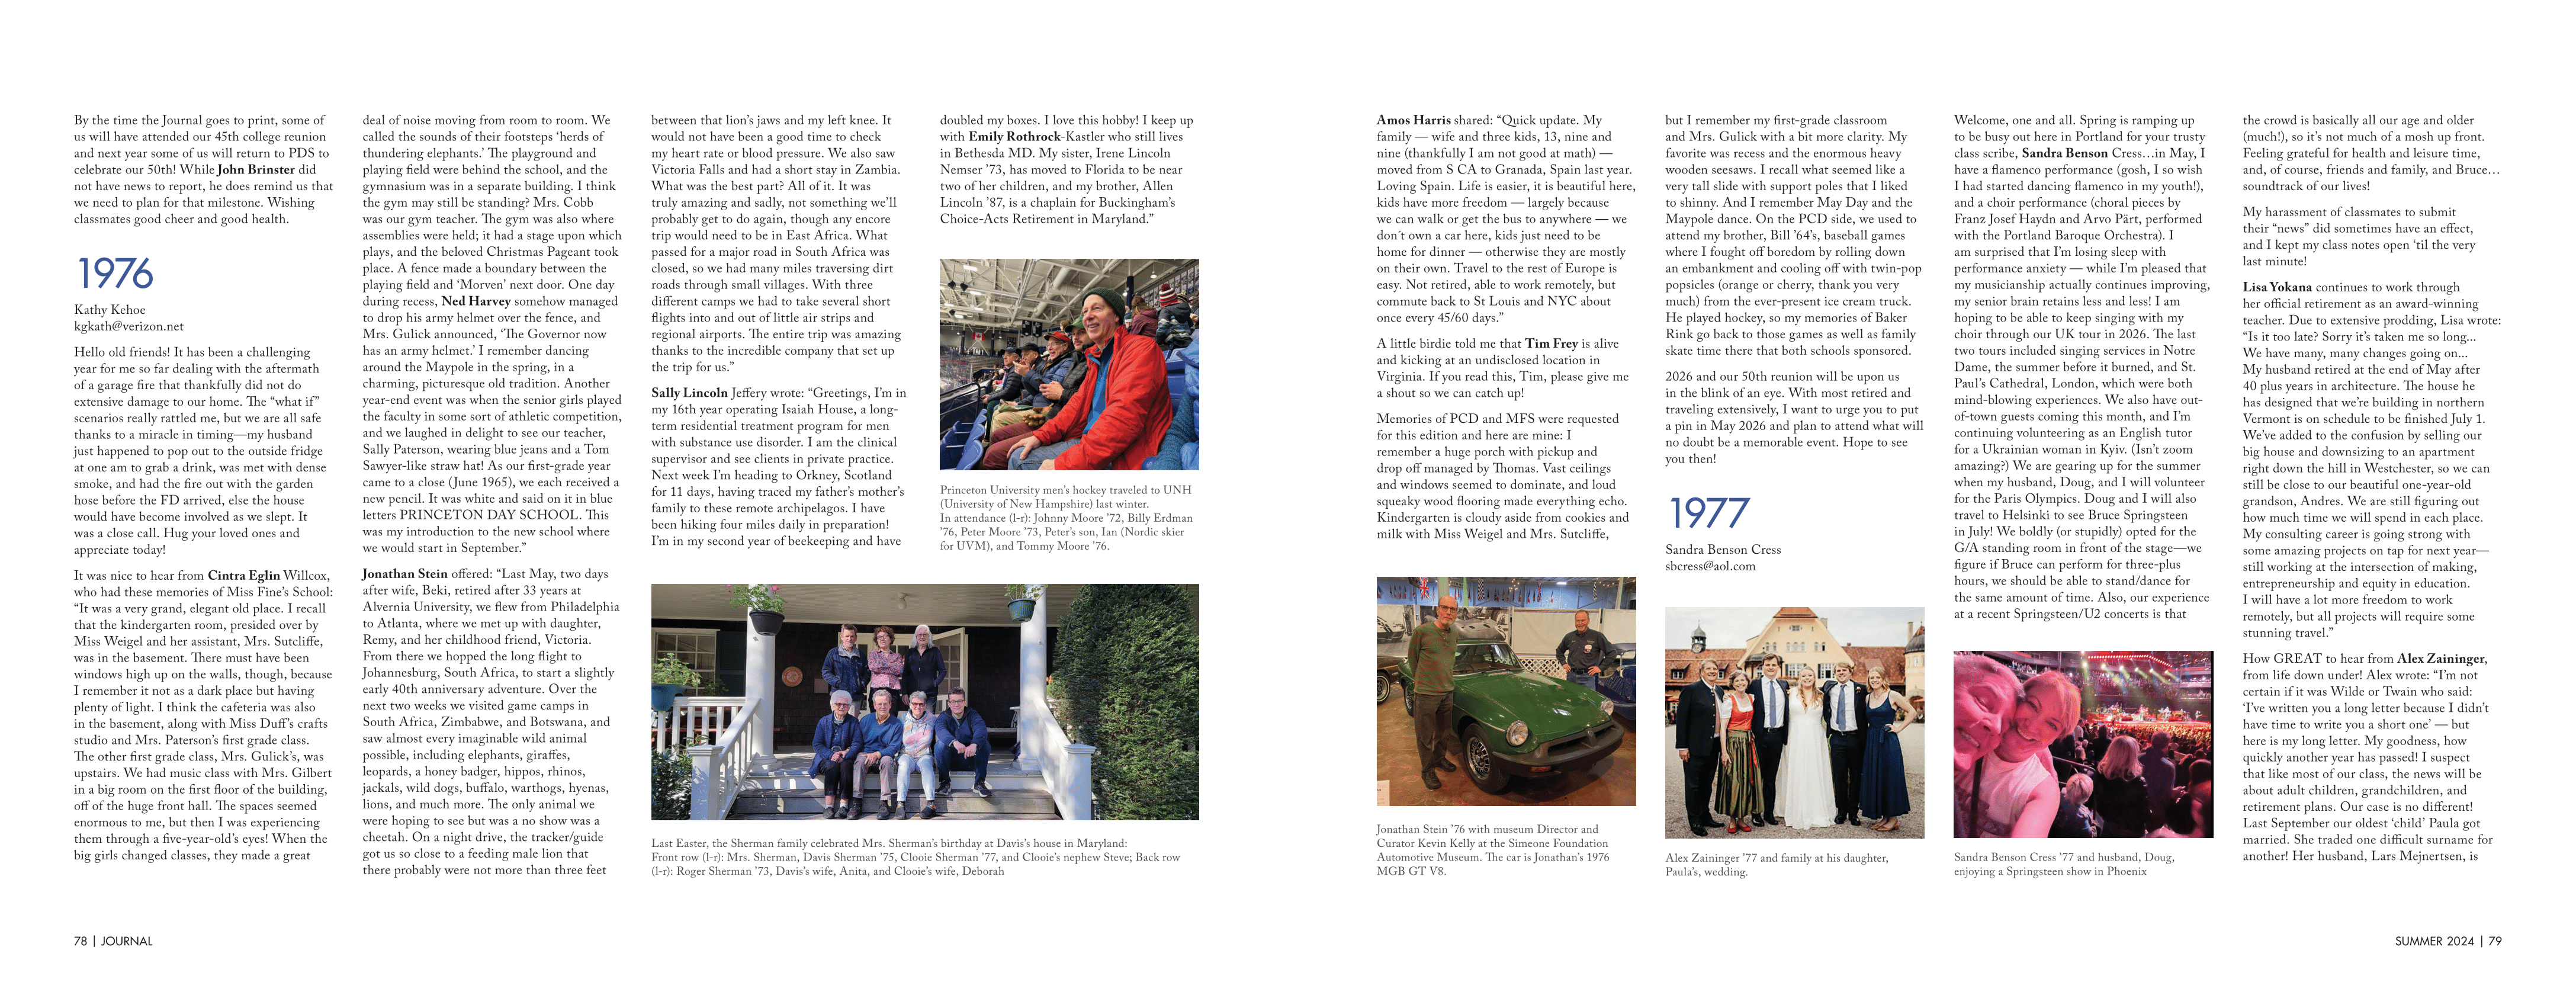 By the time the Journal goes to print, some of
us will have attended our 45th college reunion
and next year some of us will return to PDS to
celebrate our 50th! While John Brinster did
not have news to report, he does remind us that
we need to plan for that milestone. Wishing
classmates good cheer and good health.
1976
Kathy Kehoe
kgkath@verizon.net
Hello old friends! It has been a challenging
year for me so far dealing with the aftermath
of a garage fire that thankfully did not do
extensive damage to our home. The “what if”
scenarios really rattled me, but we are all safe
thanks to a miracle in timing—my husband
just happened to pop out to the outside fridge
at one am to grab a drink, was met with dense
smoke, and had the fire out with the garden
hose before the FD arrived, else the house
would have become involved as we slept. It
was a close call. Hug your loved ones and
appreciate today!
It was nice to hear from Cintra Eglin Willcox,
who had these memories of Miss Fine’s School:
“It was a very grand, elegant old place. I recall
that the kindergarten room, presided over by
Miss Weigel and her assistant, Mrs. Sutcliffe,
was in the basement. There must have been
windows high up on the walls, though, because
I remember it not as a dark place but having
plenty of light. I think the cafeteria was also
in the basement, along with Miss Duff’s crafts
studio and Mrs. Paterson’s first grade class.
The other first grade class, Mrs. Gulick’s, was
upstairs. We had music class with Mrs. Gilbert
in a big room on the first floor of the building,
off of the huge front hall. The spaces seemed
enormous to me, but then I was experiencing
them through a five-year-old’s eyes! When the
big girls changed classes, they made a great
deal of noise moving from room to room. We
called the sounds of their footsteps ‘herds of
thundering elephants.’ The playground and
playing field were behind the school, and the
gymnasium was in a separate building. I think
the gym may still be standing? Mrs. Cobb
was our gym teacher. The gym was also where
assemblies were held; it had a stage upon which
plays, and the beloved Christmas Pageant took
place. A fence made a boundary between the
playing field and ‘Morven’ next door. One day
during recess, Ned Harvey somehow managed
to drop his army helmet over the fence, and
Mrs. Gulick announced, ‘The Governor now
has an army helmet.’ I remember dancing
around the Maypole in the spring, in a
charming, picturesque old tradition. Another
year-end event was when the senior girls played
the faculty in some sort of athletic competition,
and we laughed in delight to see our teacher,
Sally Paterson, wearing blue jeans and a Tom
Sawyer-like straw hat! As our first-grade year
came to a close (June 1965), we each received a
new pencil. It was white and said on it in blue
letters PRINCETON DAY SCHOOL. This
was my introduction to the new school where
we would start in September.”
Jonathan Stein offered: “Last May, two days
after wife, Beki, retired after 33 years at
Alvernia University, we flew from Philadelphia
to Atlanta, where we met up with daughter,
Remy, and her childhood friend, Victoria.
From there we hopped the long flight to
Johannesburg, South Africa, to start a slightly
early 40th anniversary adventure. Over the
next two weeks we visited game camps in
South Africa, Zimbabwe, and Botswana, and
saw almost every imaginable wild animal
possible, including elephants, giraffes,
leopards, a honey badger, hippos, rhinos,
jackals, wild dogs, buffalo, warthogs, hyenas,
lions, and much more. The only animal we
were hoping to see but was a no show was a
cheetah. On a night drive, the tracker/guide
got us so close to a feeding male lion that
there probably were not more than three feet
between that lion’s jaws and my left knee. It
would not have been a good time to check
my heart rate or blood pressure. We also saw
Victoria Falls and had a short stay in Zambia.
What was the best part? All of it. It was
truly amazing and sadly, not something we’ll
probably get to do again, though any encore
trip would need to be in East Africa. What
passed for a major road in South Africa was
closed, so we had many miles traversing dirt
roads through small villages. With three
different camps we had to take several short
flights into and out of little air strips and
regional airports. The entire trip was amazing
thanks to the incredible company that set up
the trip for us.”
Sally Lincoln Jeffery wrote: “Greetings, I’m in
my 16th year operating Isaiah House, a long-
term residential treatment program for men
with substance use disorder. I am the clinical
supervisor and see clients in private practice.
Next week I’m heading to Orkney, Scotland
for 11 days, having traced my father’s mother’s
family to these remote archipelagos. I have
been hiking four miles daily in preparation!
I’m in my second year of beekeeping and have
doubled my boxes. I love this hobby! I keep up
with Emily Rothrock-Kastler who still lives
in Bethesda MD. My sister, Irene Lincoln
Nemser ’73, has moved to Florida to be near
two of her children, and my brother, Allen
Lincoln ’87, is a chaplain for Buckingham’s
Choice-Acts Retirement in Maryland.”
Princeton University men’s hockey traveled to UNH
(University of New Hampshire) last winter.
In attendance (l-r): Johnny Moore ’72, Billy Erdman
’76, Peter Moore ’73, Peter’s son, Ian (Nordic skier
for UVM), and Tommy Moore ’76.
Last Easter, the Sherman family celebrated Mrs. Sherman’s birthday at Davis’s house in Maryland:
Front row (l-r): Mrs. Sherman, Davis Sherman ’75, Clooie Sherman ’77, and Clooie’s nephew Steve; Back row
(l-r): Roger Sherman ’73, Davis’s wife, Anita, and Clooie’s wife, Deborah
78 | JOURNAL
Amos Harris shared: “Quick update. My
family — wife and three kids, 13, nine and
nine (thankfully I am not good at math) —
moved from S CA to Granada, Spain last year.
Loving Spain. Life is easier, it is beautiful here,
kids have more freedom — largely because
we can walk or get the bus to anywhere — we
don´t own a car here, kids just need to be
home for dinner — otherwise they are mostly
on their own. Travel to the rest of Europe is
easy. Not retired, able to work remotely, but
commute back to St Louis and NYC about
once every 45/60 days.”
A little birdie told me that Tim Frey is alive
and kicking at an undisclosed location in
Virginia. If you read this, Tim, please give me
a shout so we can catch up!
Memories of PCD and MFS were requested
for this edition and here are mine: I
remember a huge porch with pickup and
drop off managed by Thomas. Vast ceilings
and windows seemed to dominate, and loud
squeaky wood flooring made everything echo.
Kindergarten is cloudy aside from cookies and
milk with Miss Weigel and Mrs. Sutcliffe,
Jonathan Stein ’76 with museum Director and
Curator Kevin Kelly at the Simeone Foundation
Automotive Museum. The car is Jonathan’s 1976
MGB GT V8.
but I remember my first-grade classroom
and Mrs. Gulick with a bit more clarity. My
favorite was recess and the enormous heavy
wooden seesaws. I recall what seemed like a
very tall slide with support poles that I liked
to shinny. And I remember May Day and the
Maypole dance. On the PCD side, we used to
attend my brother, Bill ’64’s, baseball games
where I fought off boredom by rolling down
an embankment and cooling off with twin-pop
popsicles (orange or cherry, thank you very
much) from the ever-present ice cream truck.
He played hockey, so my memories of Baker
Rink go back to those games as well as family
skate time there that both schools sponsored.
2026 and our 50th reunion will be upon us
in the blink of an eye. With most retired and
traveling extensively, I want to urge you to put
a pin in May 2026 and plan to attend what will
no doubt be a memorable event. Hope to see
you then!
1977
Sandra Benson Cress
sbcress@aol.com
Alex Zaininger ’77 and family at his daughter,
Paula’s, wedding.
Welcome, one and all. Spring is ramping up
to be busy out here in Portland for your trusty
class scribe, Sandra Benson Cress…in May, I
have a flamenco performance (gosh, I so wish
I had started dancing flamenco in my youth!),
and a choir performance (choral pieces by
Franz Josef Haydn and Arvo Pärt, performed
with the Portland Baroque Orchestra). I
am surprised that I’m losing sleep with
performance anxiety — while I’m pleased that
my musicianship actually continues improving,
my senior brain retains less and less! I am
hoping to be able to keep singing with my
choir through our UK tour in 2026. The last
two tours included singing services in Notre
Dame, the summer before it burned, and St.
Paul’s Cathedral, London, which were both
mind-blowing experiences. We also have out-
of-town guests coming this month, and I’m
continuing volunteering as an English tutor
for a Ukrainian woman in Kyiv. (Isn’t zoom
amazing?) We are gearing up for the summer
when my husband, Doug, and I will volunteer
for the Paris Olympics. Doug and I will also
travel to Helsinki to see Bruce Springsteen
in July! We boldly (or stupidly) opted for the
G/A standing room in front of the stage—we
figure if Bruce can perform for three-plus
hours, we should be able to stand/dance for
the same amount of time. Also, our experience
at a recent Springsteen/U2 concerts is that
Sandra Benson Cress ’77 and husband, Doug,
enjoying a Springsteen show in Phoenix
the crowd is basically all our age and older
(much!), so it’s not much of a mosh up front.
Feeling grateful for health and leisure time,
and, of course, friends and family, and Bruce…
soundtrack of our lives!
My harassment of classmates to submit
their “news” did sometimes have an effect,
and I kept my class notes open ’til the very
last minute!
Lisa Yokana continues to work through
her official retirement as an award-winning
teacher. Due to extensive prodding, Lisa wrote:
“Is it too late? Sorry it’s taken me so long...
We have many, many changes going on...
My husband retired at the end of May after
40 plus years in architecture. The house he
has designed that we’re building in northern
Vermont is on schedule to be finished July 1.
We’ve added to the confusion by selling our
big house and downsizing to an apartment
right down the hill in Westchester, so we can
still be close to our beautiful one-year-old
grandson, Andres. We are still figuring out
how much time we will spend in each place.
My consulting career is going strong with
some amazing projects on tap for next year—
still working at the intersection of making,
entrepreneurship and equity in education.
I will have a lot more freedom to work
remotely, but all projects will require some
stunning travel.”
How GREAT to hear from Alex Zaininger,
from life down under! Alex wrote: “I’m not
certain if it was Wilde or Twain who said:
‘I’ve written you a long letter because I didn’t
have time to write you a short one’ — but
here is my long letter. My goodness, how
quickly another year has passed! I suspect
that like most of our class, the news will be
about adult children, grandchildren, and
retirement plans. Our case is no different!
Last September our oldest ‘child’ Paula got
married. She traded one difficult surname for
another! Her husband, Lars Mejnertsen, is
SUMMER 2024 | 79